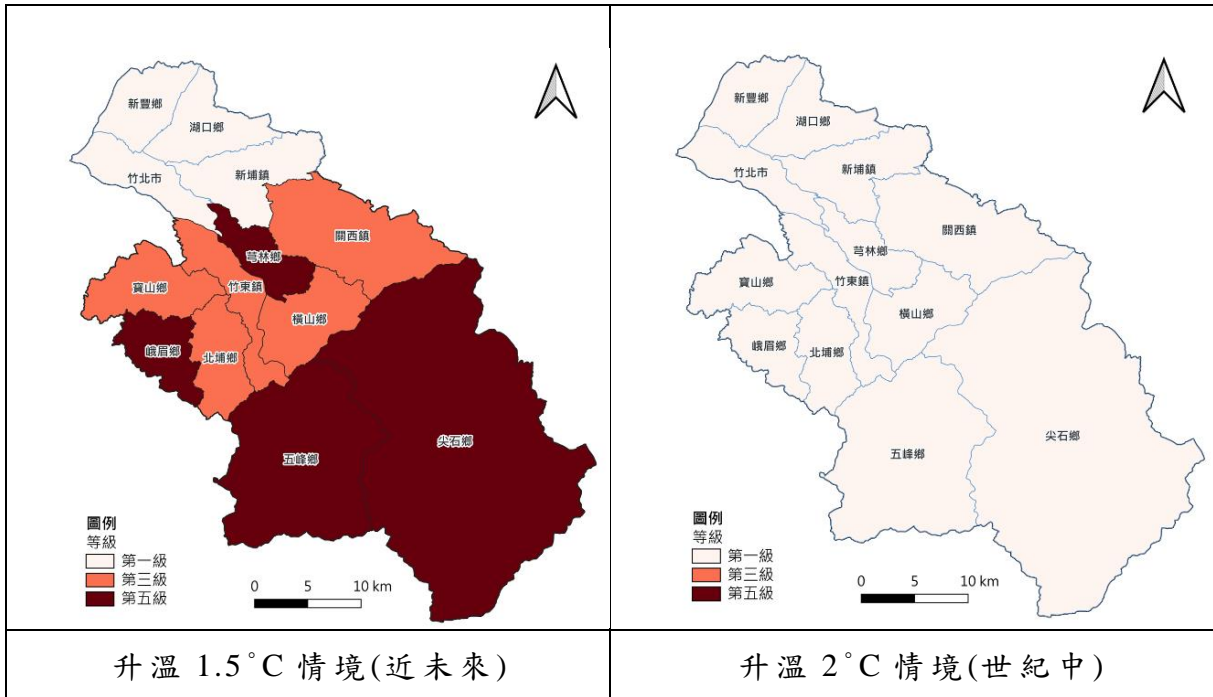 新豐鄉
湖口鄉
竹北市
新埔鎮
關西鎮
芎林鄉
寶山鄉
竹東鎮
橫山鄉
峨眉鄉
北埔鄉
尖石鄉
五峰鄉
圖例
等級
第一級
第三級
第五級
0 5 10 km
升溫 1.5°C 情境(近未來)
新豐鄉
湖口鄉
竹北市
新埔鎮
關西鎮
芎林鄉
寶山鄉
竹東鎮
橫山鄉
峨眉鄉
北埔鄉
尖石鄉
五峰鄉
圖例
等級
第一級
第三級
第五級
0 5 10 km
升溫 2°C 情境(世紀中)